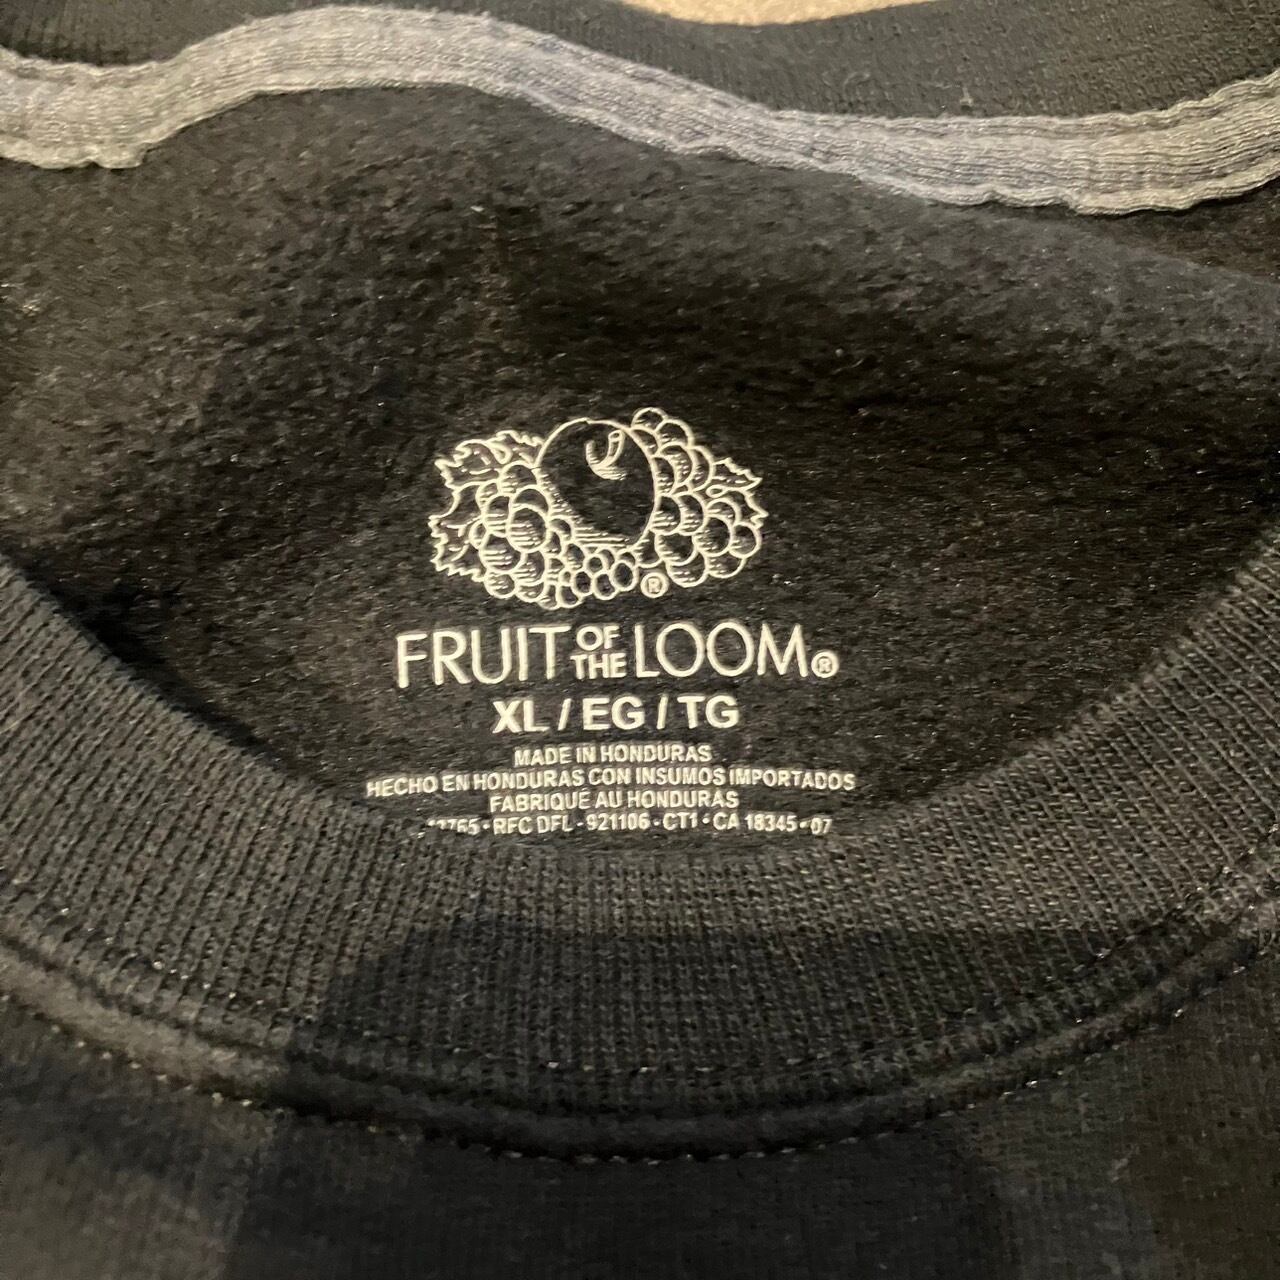 FRUIT OF THE LOOM®
XL / EG / TG
MADE IN HONDURAS
HECHO EN HONDURAS CON INSUMOS IMPORTADOS
FABRIQUÉ AU HONDURAS
RFC DFL - 921106 - CT1 • CA 18345 • 07